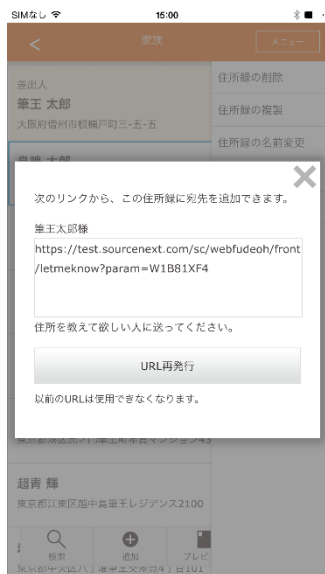 SIMなし 15:00
< 家族 メニュー
差出人
筆王 太郎
大阪府借州市根橋戸町三-五-五
住所録の削除
住所録の複製
住所録の名前変更
次のリンクから、この住所録に宛先を追加できます。
筆王太郎様
https://test.sourcenext.com/sc/webfudeoh/front
/letmeknow?param=W1B81XF4
住所を教えて欲しい人に送ってください。
URL再発行
以前のURLは使用できなくなります。
超青 輝
東京都江東区越中島筆王レジデンス2100
検索
追加
プレビ